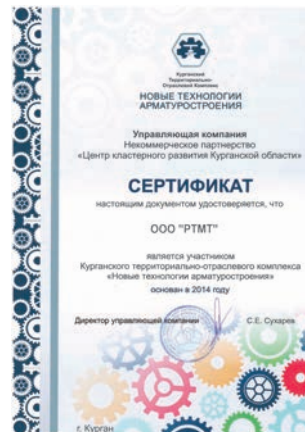 Курганский
Территориально-
Отраслевой Комплекс
НОВЫЕ ТЕХНОЛОГИИ
АРМАТУРОСТРОЕНИЯ
Управляющая компания
Некоммерческое партнерство
«Центр кластерного развития Курганской области»
СЕРТИФИКАТ
настоящим документом удостоверяется, что
ООО "РТМТ"
является участником
Курганского территориально-отраслевого комплекса
«Новые технологии арматуростроения»
основан в 2014 году
Директор управляющей компании С.Е. Сухарев
г. Курган